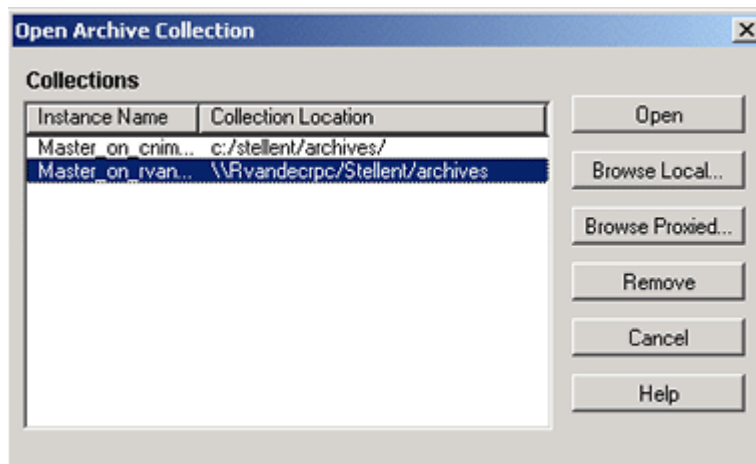 Open Archive Collection
Collections
Instance Name Collection Location
Master_on_cnim... c:/stellent/archives/
Master_on_rvan... \\Rvandecrpc/Stellent/archives
Open
Browse Local...
Browse Proxied...
Remove
Cancel
Help